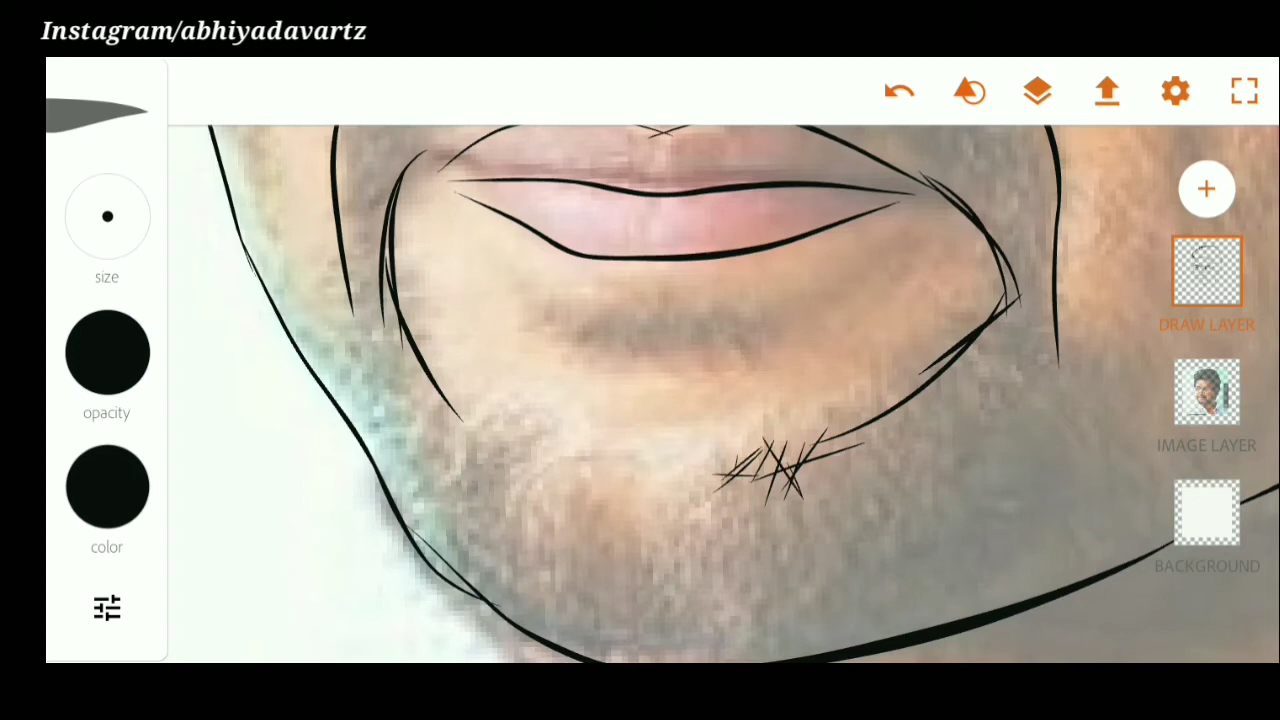 Instagram/abhiyadavartz
size
opacity
color
DRAW LAYER
IMAGE LAYER
BACKGROUND